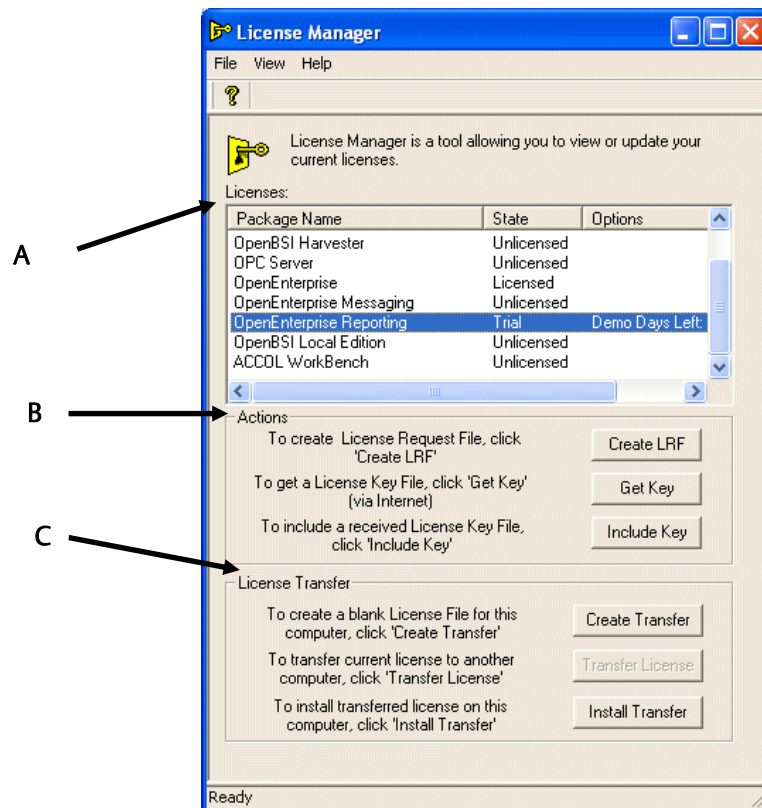 License Manager
File View Help
License Manager is a tool allowing you to view or update your
current licenses.
A
Licenses:
Package Name State Options
OpenBSI Harvester Unlicensed
OPC Server Unlicensed
OpenEnterprise Licensed
OpenEnterprise Messaging Unlicensed
OpenEnterprise Reporting Trial Demo Days Left:
OpenBSI Local Edition Unlicensed
ACCOL WorkBench Unlicensed
B
Actions
To create License Request File, click
'Create LRF'
Create LRF
To get a License Key File, click 'Get Key'
(via Internet)
Get Key
To include a received License Key File,
click 'Include Key'
Include Key
C
License Transfer
To create a blank License File for this
computer, click 'Create Transfer'
Create Transfer
To transfer current license to another
computer, click 'Transfer License'
Transfer License
To install transferred license on this
computer, click 'Install Transfer'
Install Transfer
Ready